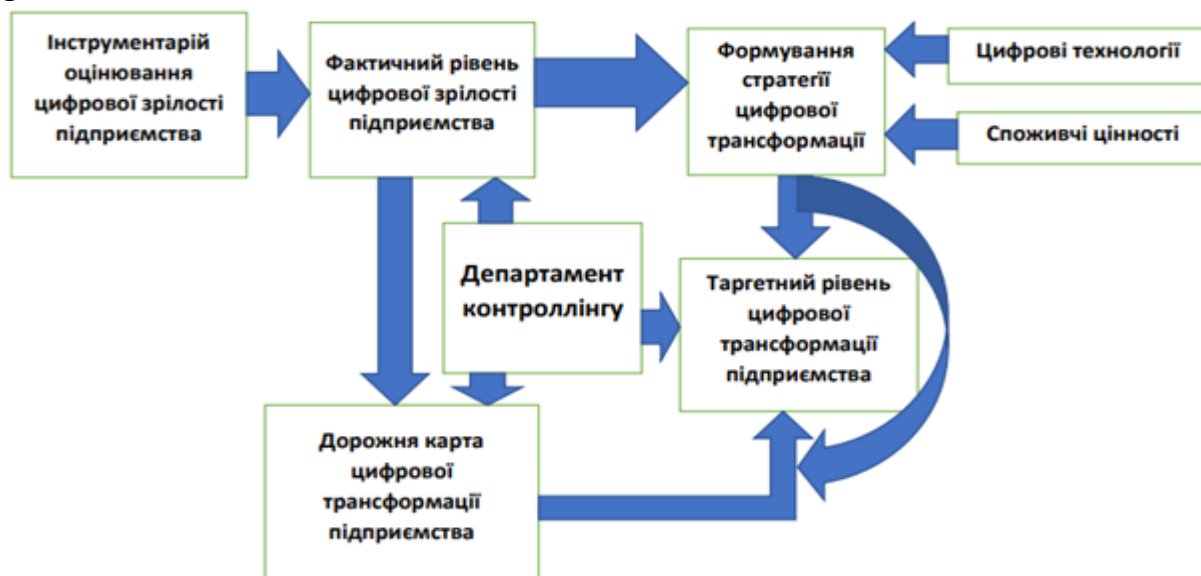 Інструментарій
оцінювання
цифрової зрілості
підприємства
Фактичний рівень
цифрової зрілості
підприємства
Формування
стратегії
цифрової
трансформації
Цифрові технології
Споживчі цінності
Департамент
контроллінгу
Таргетний рівень
цифрової
трансформації
підприємства
Дорожня карта
цифрової
трансформації
підприємства